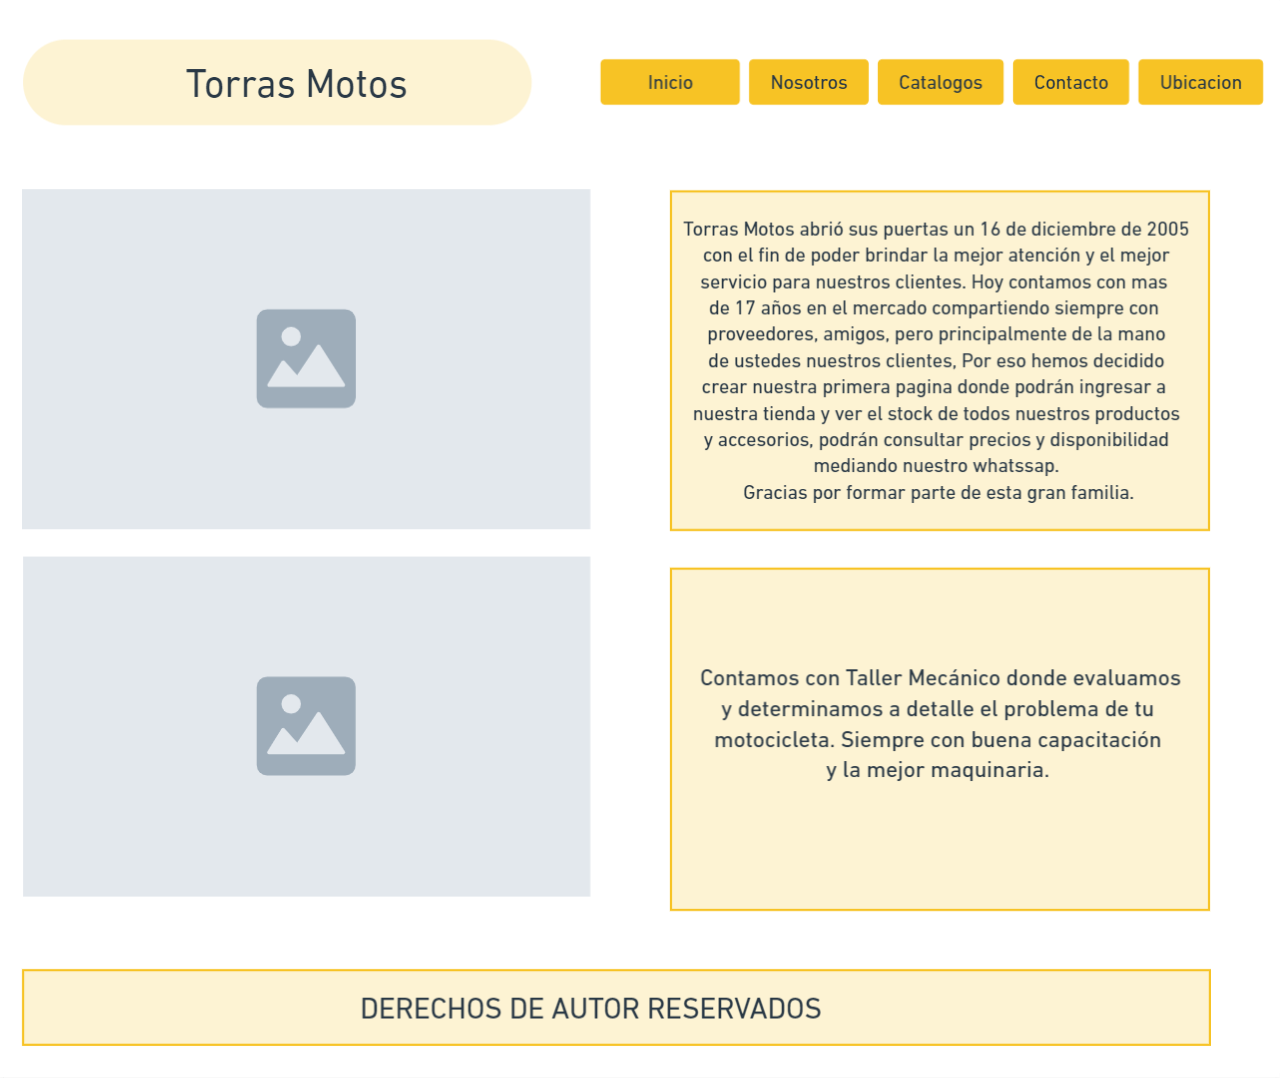 Torras Motos
Inicio
Nosotros
Catalogos
Contacto
Ubicacion
Torras Motos abrió sus puertas un 16 de diciembre de 2005
con el fin de poder brindar la mejor atención y el mejor
servicio para nuestros clientes. Hoy contamos con mas
de 17 años en el mercado compartiendo siempre con
proveedores, amigos, pero principalmente de la mano
de ustedes nuestros clientes, Por eso hemos decidido
crear nuestra primera pagina donde podrán ingresar a
nuestra tienda y ver el stock de todos nuestros productos
y accesorios, podrán consultar precios y disponibilidad
mediando nuestro whatssap.
Gracias por formar parte de esta gran familia.
Contamos con Taller Mecánico donde evaluamos
y determinamos a detalle el problema de tu
motocicleta. Siempre con buena capacitación
y la mejor maquinaria.
DERECHOS DE AUTOR RESERVADOS